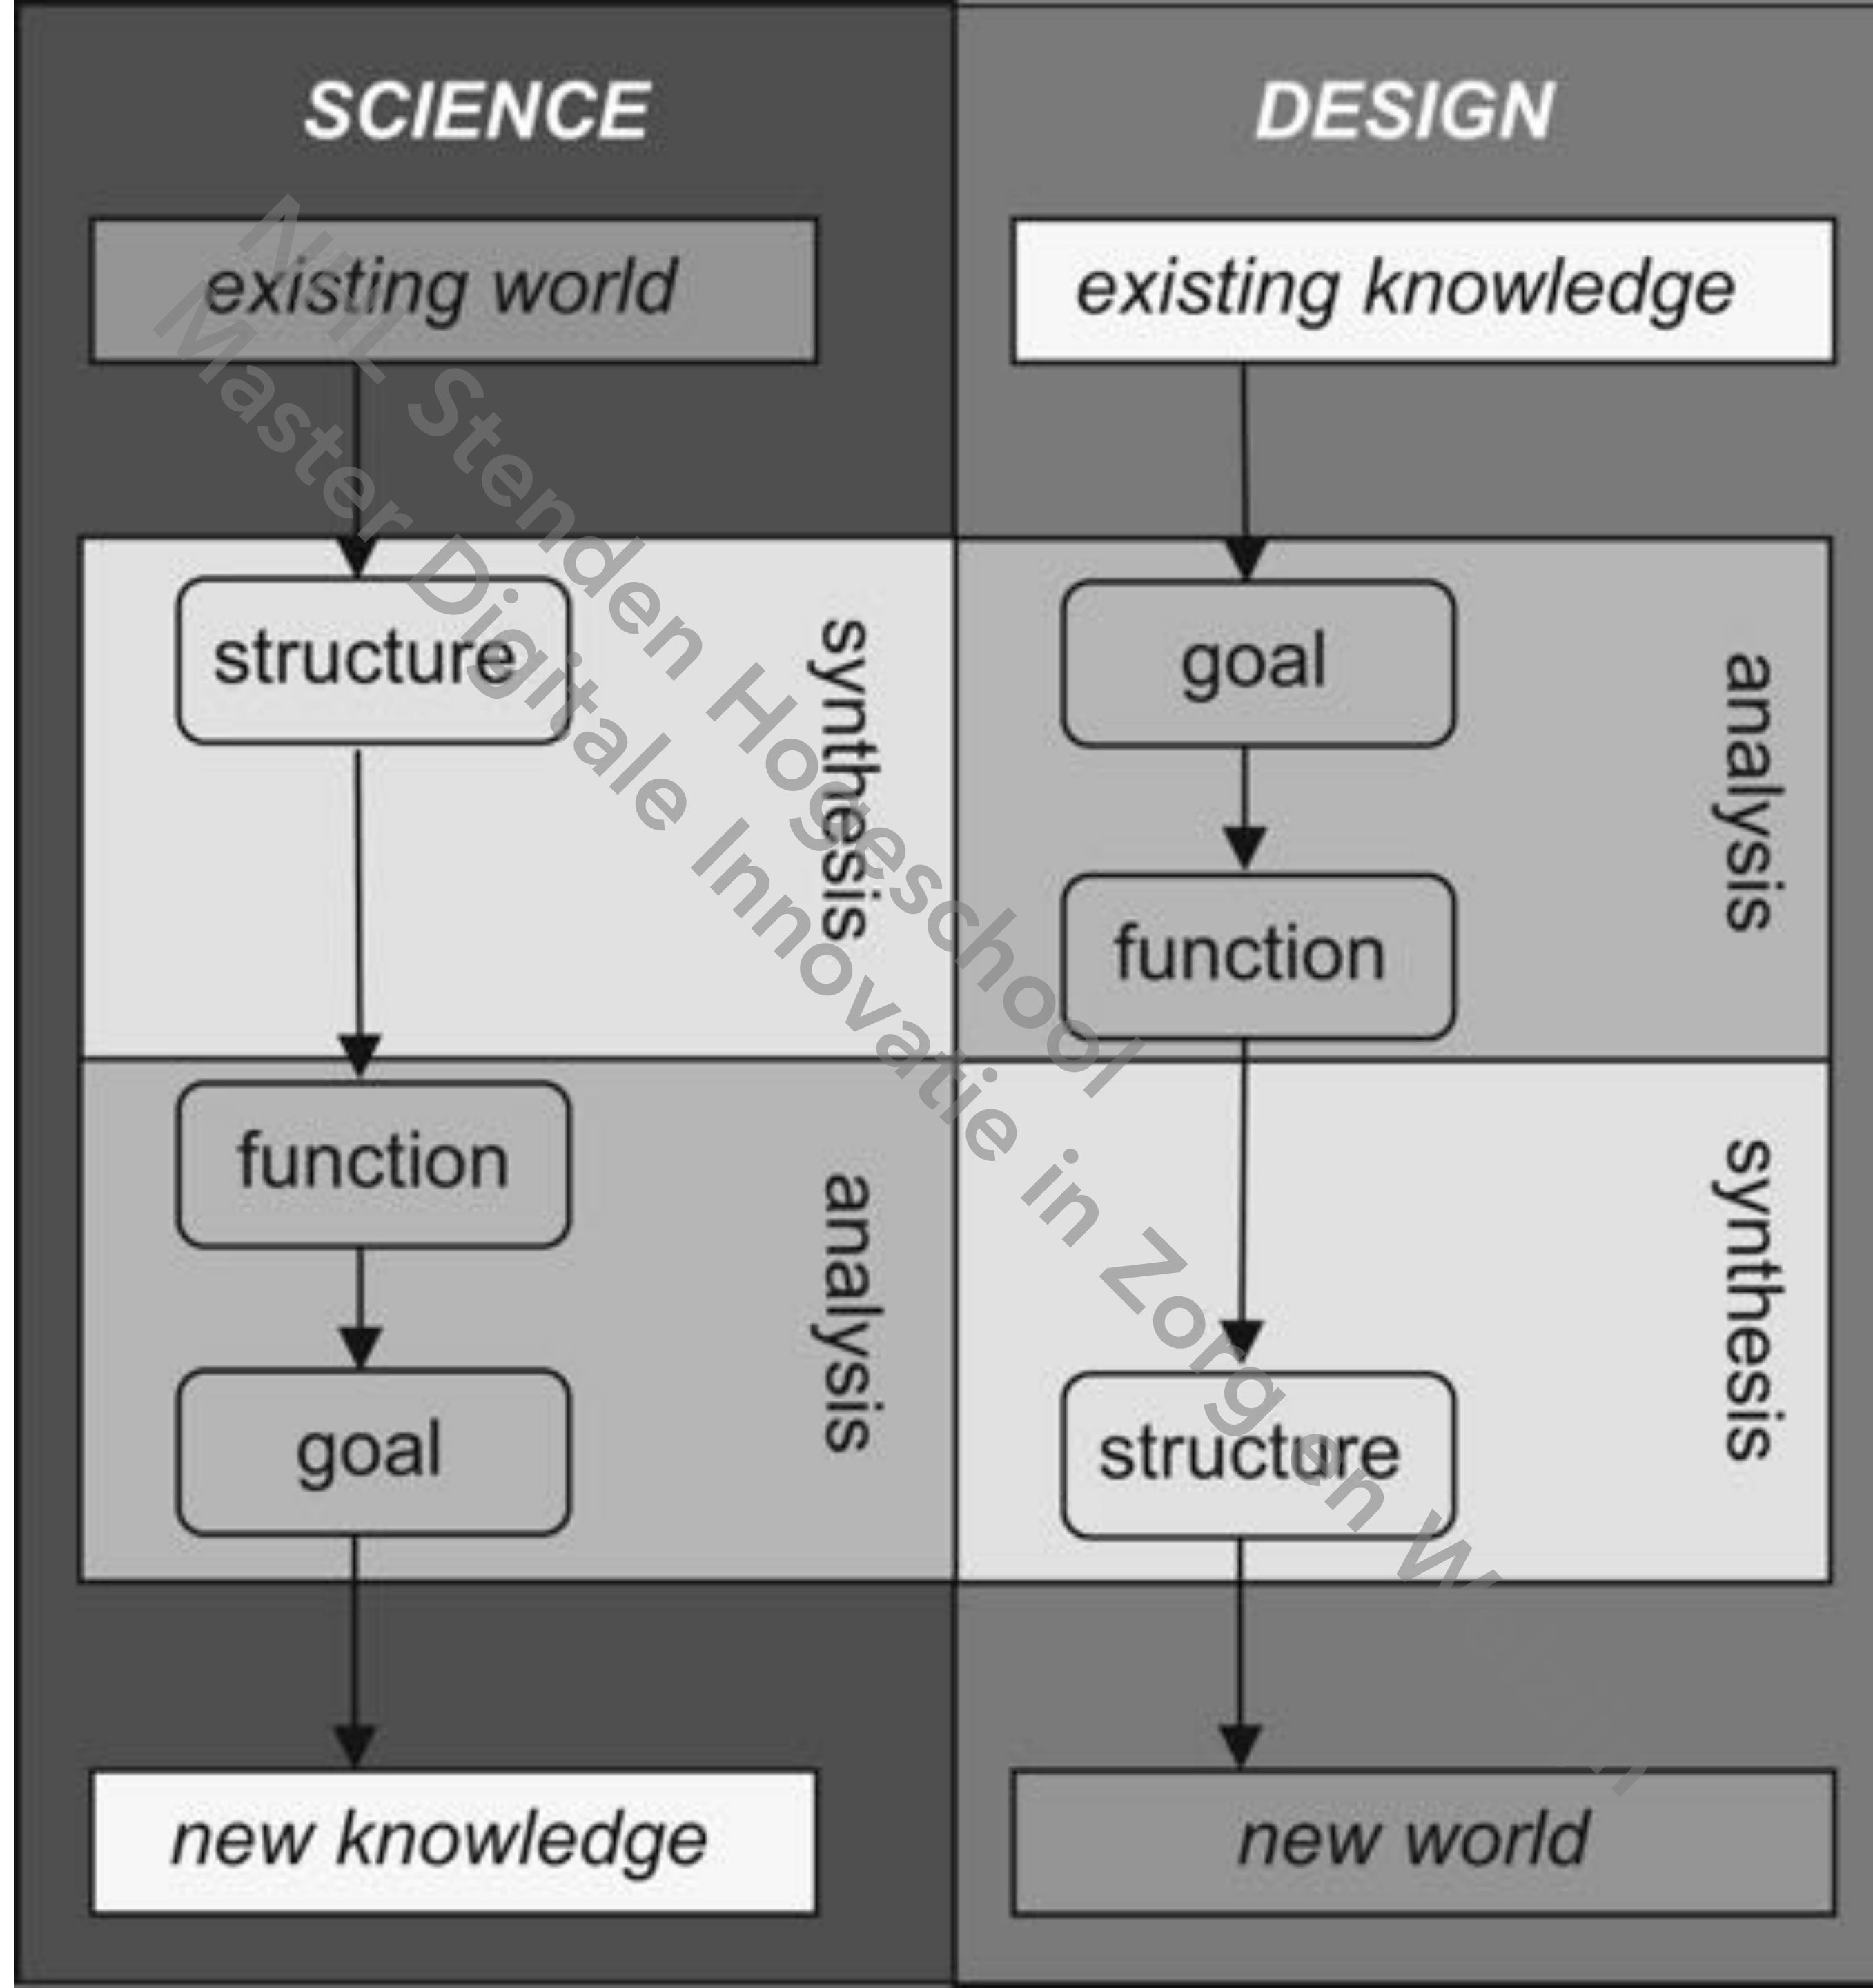 SCIENCE
existing world
structure
synthesis
function
goal
analysis
new knowledge
DESIGN
existing knowledge
goal
function
analysis
structure
synthesis
new world
NHL Stenden Hogeschool
Master Digitale Innovatie in Zorg en